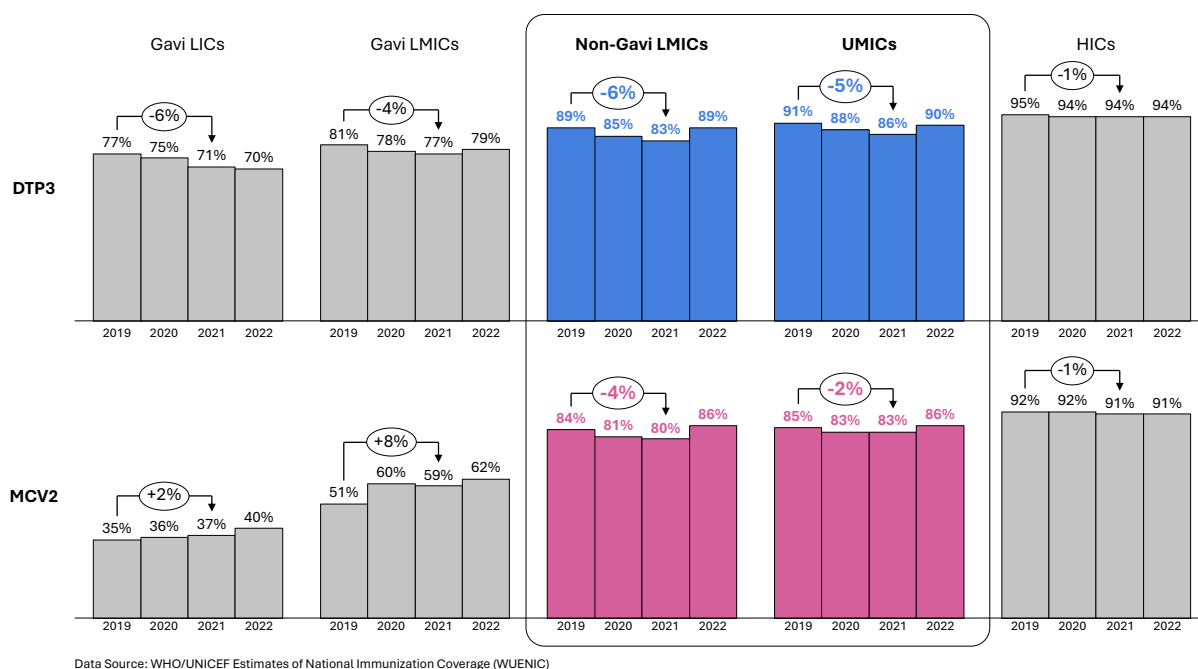 Gavi LICs Gavi LMICs Non-Gavi LMICs UMICs HICs
DTP3
-6%
77% 75% 71% 70%
2019 2020 2021 2022
-4%
81% 78% 77% 79%
2019 2020 2021 2022
-6%
89% 85% 83% 89%
2019 2020 2021 2022
-5%
91% 88% 86% 90%
2019 2020 2021 2022
-1%
95% 94% 94% 94%
2019 2020 2021 2022
MCV2
+2%
35% 36% 37% 40%
2019 2020 2021 2022
+8%
51% 60% 59% 62%
2019 2020 2021 2022
-4%
84% 81% 80% 86%
2019 2020 2021 2022
-2%
85% 83% 83% 86%
2019 2020 2021 2022
-1%
92% 92% 91% 91%
2019 2020 2021 2022
Data Source: WHO/UNICEF Estimates of National Immunization Coverage (WUENIC)